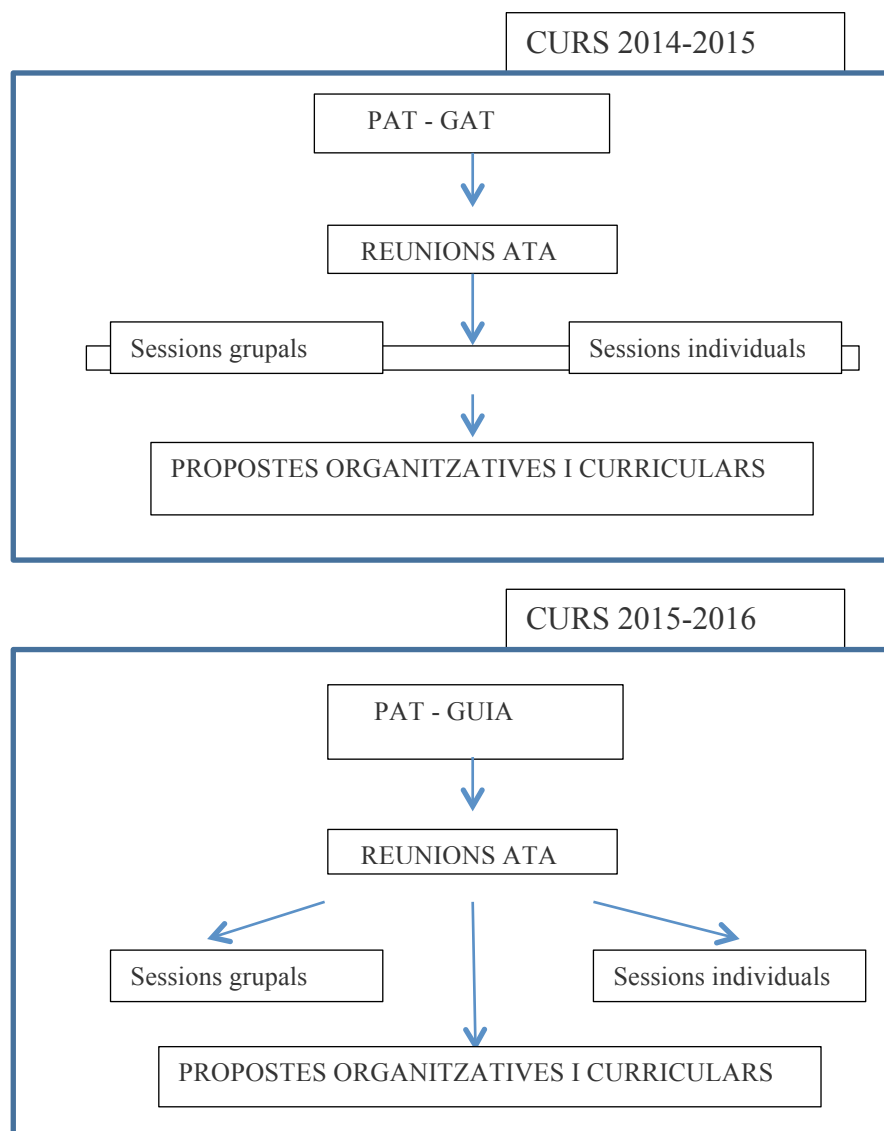 CURS 2014-2015
PAT - GAT
REUNIONS ATA
Sessions grupals
Sessions individuals
PROPOSTES ORGANITZATIVES I CURRICULARS
CURS 2015-2016
PAT - GUIA
REUNIONS ATA
Sessions grupals
Sessions individuals
PROPOSTES ORGANITZATIVES I CURRICULARS